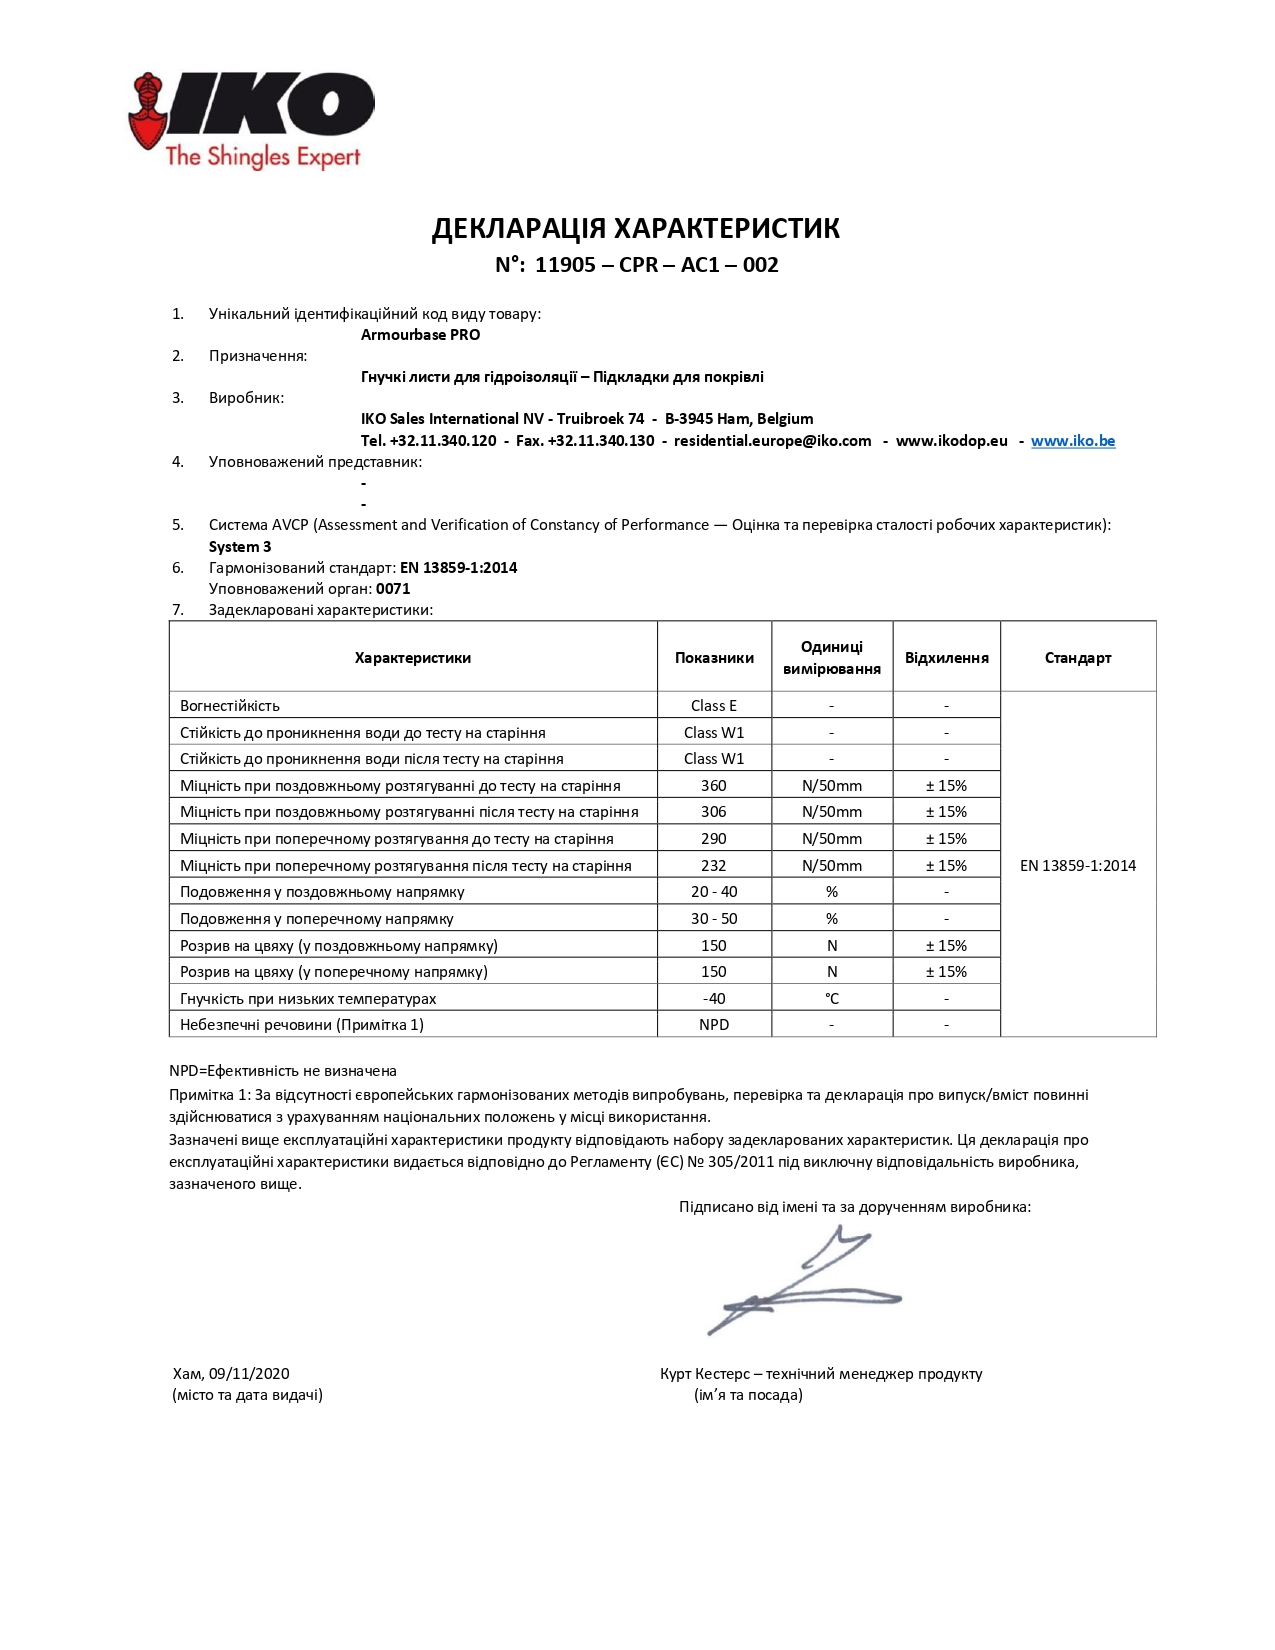 IKO
The Shingles Expert
ДЕКЛАРАЦІЯ ХАРАКТЕРИСТИК
N°: 11905 – CPR – AC1 – 002
1. Унікальний ідентифікаційний код виду товару:
Armourbase PRO
2. Призначення:
Гнучкі листи для гідроізоляції – Підкладки для покрівлі
3. Виробник:
IKO Sales International NV - Truibroek 74 - B-3945 Ham, Belgium
Tel. +32.11.340.120 - Fax. +32.11.340.130 - residential.europe@iko.com - www.ikodop.eu - www.iko.be
4. Уповноважений представник:
-
-
5. Система AVCP (Assessment and Verification of Constancy of Performance — Оцінка та перевірка сталості робочих характеристик):
System 3
6. Гармонізований стандарт: EN 13859-1:2014
Уповноважений орган: 0071
7. Задекларовані характеристики:
Характеристики Показники Одиниці вимірювання Відхилення Стандарт
Вогнестійкість Class E - -
Стійкість до проникнення води до тесту на старіння Class W1 - -
Стійкість до проникнення води після тесту на старіння Class W1 - -
Міцність при поздовжньому розтягуванні до тесту на старіння 360 N/50mm ± 15%
Міцність при поздовжньому розтягуванні після тесту на старіння 306 N/50mm ± 15%
Міцність при поперечному розтягування до тесту на старіння 290 N/50mm ± 15%
Міцність при поперечному розтягування після тесту на старіння 232 N/50mm ± 15% EN 13859-1:2014
Подовження у поздовжньому напрямку 20 - 40 % -
Подовження у поперечному напрямку 30 - 50 % -
Розрив на цвяху (у поздовжньому напрямку) 150 N ± 15%
Розрив на цвяху (у поперечному напрямку) 150 N ± 15%
Гнучкість при низьких температурах -40 °C -
Небезпечні речовини (Примітка 1) NPD - -
NPD=Ефективність не визначена
Примітка 1: За відсутності європейських гармонізованих методів випробувань, перевірка та декларація про випуск/вміст повинні
здійснюватися з урахуванням національних положень у місці використання.
Зазначені вище експлуатаційні характеристики продукту відповідають набору задекларованих характеристик. Ця декларація про
експлуатаційні характеристики видається відповідно до Регламенту (ЄС) № 305/2011 під виключну відповідальність виробника,
зазначеного вище.
Підписано від імені та за дорученням виробника:
Хам, 09/11/2020 Курт Кестерс – технічний менеджер продукту
(місто та дата видачі) (ім’я та посада)